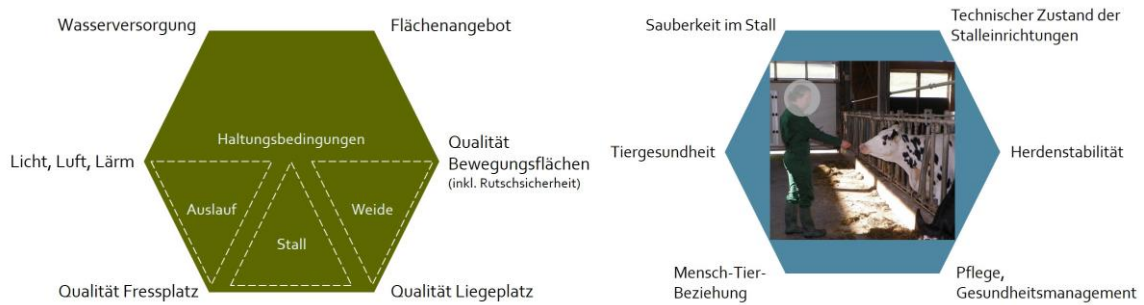 Wasserversorgung
Flächenangebot
Haltungsbedingungen
Licht, Luft, Lärm
Qualität
Bewegungsflächen
(inkl. Rutschsicherheit)
Auslauf
Weide
Stall
Qualität Fressplatz
Qualität Liegeplatz
Sauberkeit im Stall
Technischer Zustand der
Stalleinrichtungen
Tiergesundheit
Herdenstabilität
Mensch-Tier-
Beziehung
Pflege,
Gesundheitsmanagement